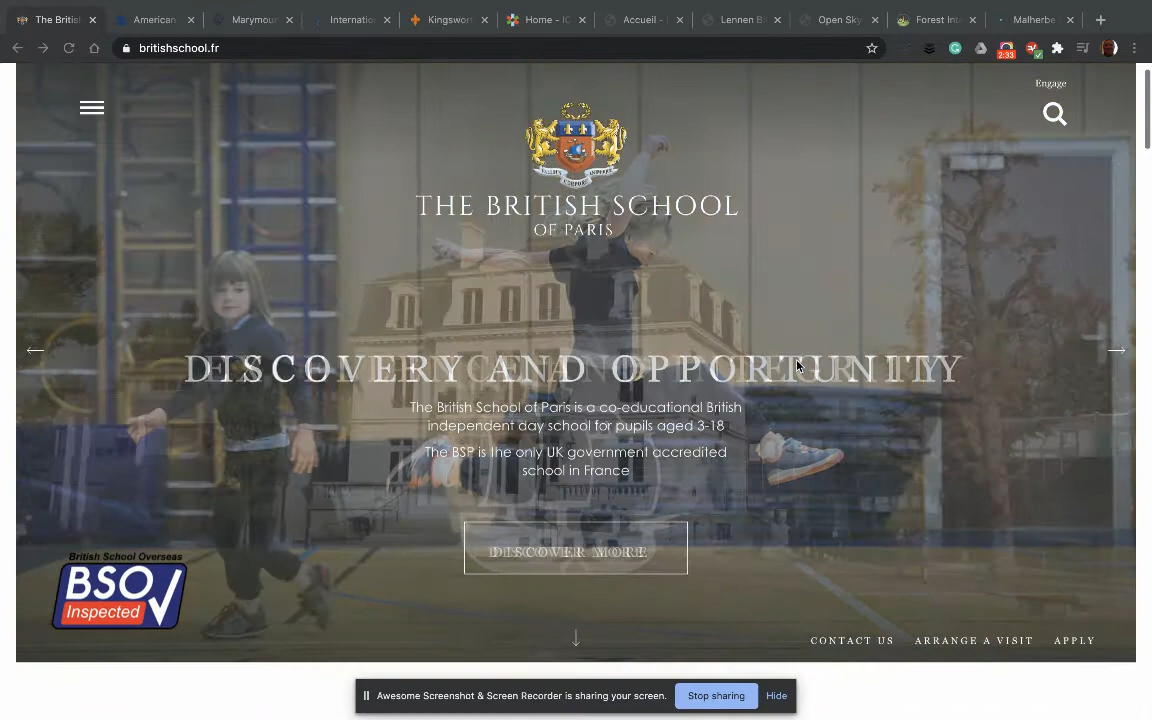 The Britis
American
Marymour
Internatio
Kingswor
Home - IC
Accueil -
Lennen Bi
Open Sky
Forest Int
Malherbe
britishschool.fr
2:33
Engage
THE BRITISH SCHOOL
OF PARIS
DISCOVERY AND OPPORTUNITY
The British School of Paris is a co-educational British
independent day school for pupils aged 3-18
The BSP is the only UK government accredited
school in France
DISCOVER MORE
British School Overseas
BSO
Inspected
CONTACT US ARRANGE A VISIT APPLY
Awesome Screenshot & Screen Recorder is sharing your screen. Stop sharing Hide